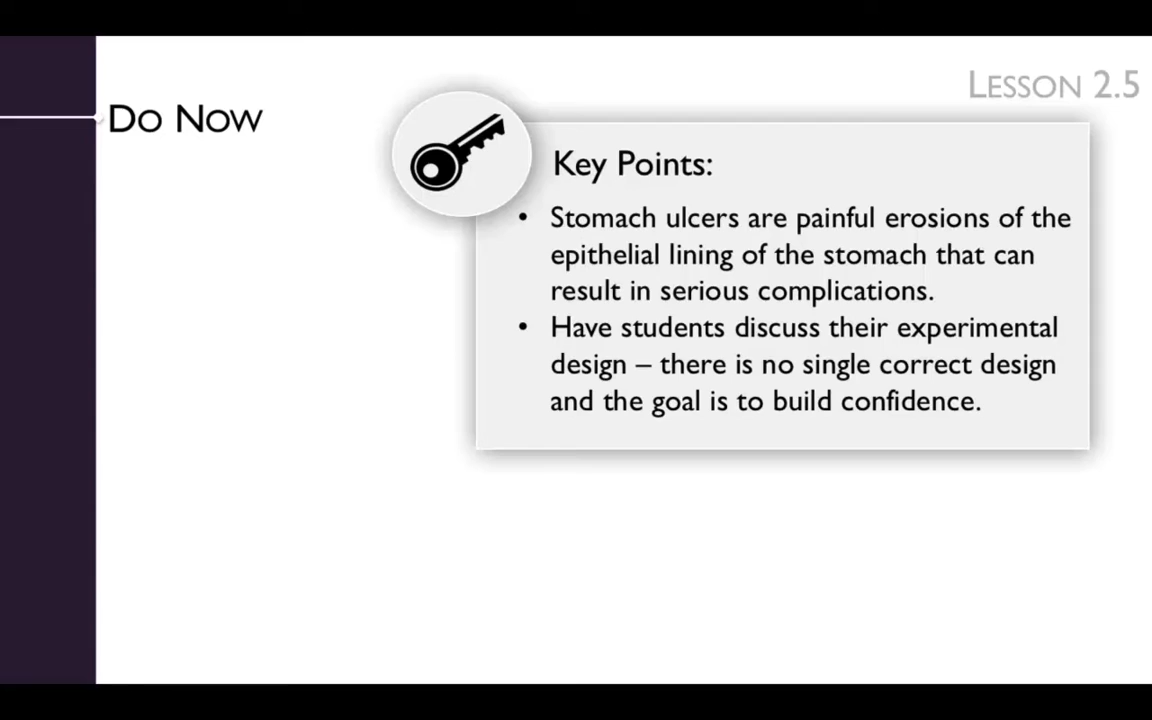 LESSON 2.5
Do Now
Key Points:
• Stomach ulcers are painful erosions of the
epithelial lining of the stomach that can
result in serious complications.
• Have students discuss their experimental
design – there is no single correct design
and the goal is to build confidence.